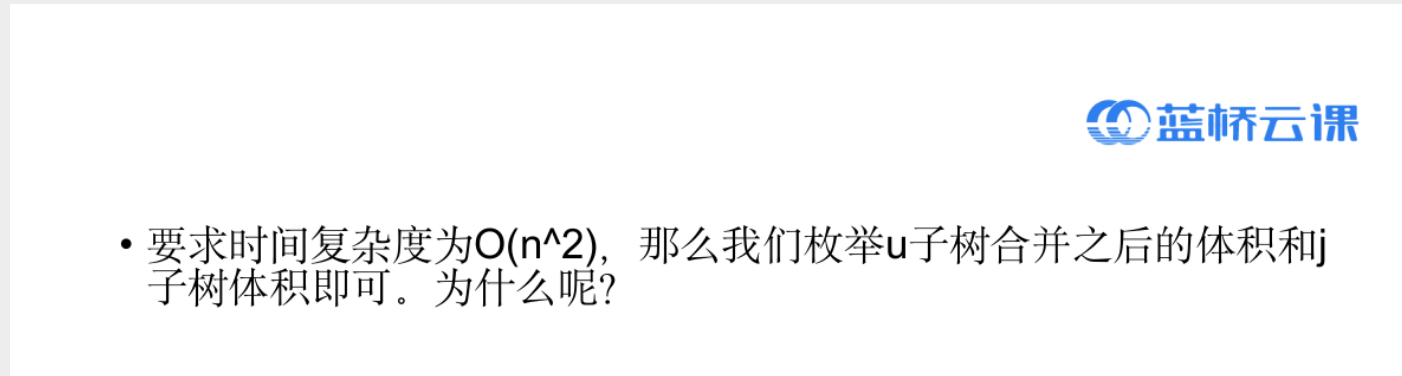 蓝桥云课
• 要求时间复杂度为O(n^2)，那么我们枚举u子树合并之后的体积和j
子树体积即可。为什么呢？